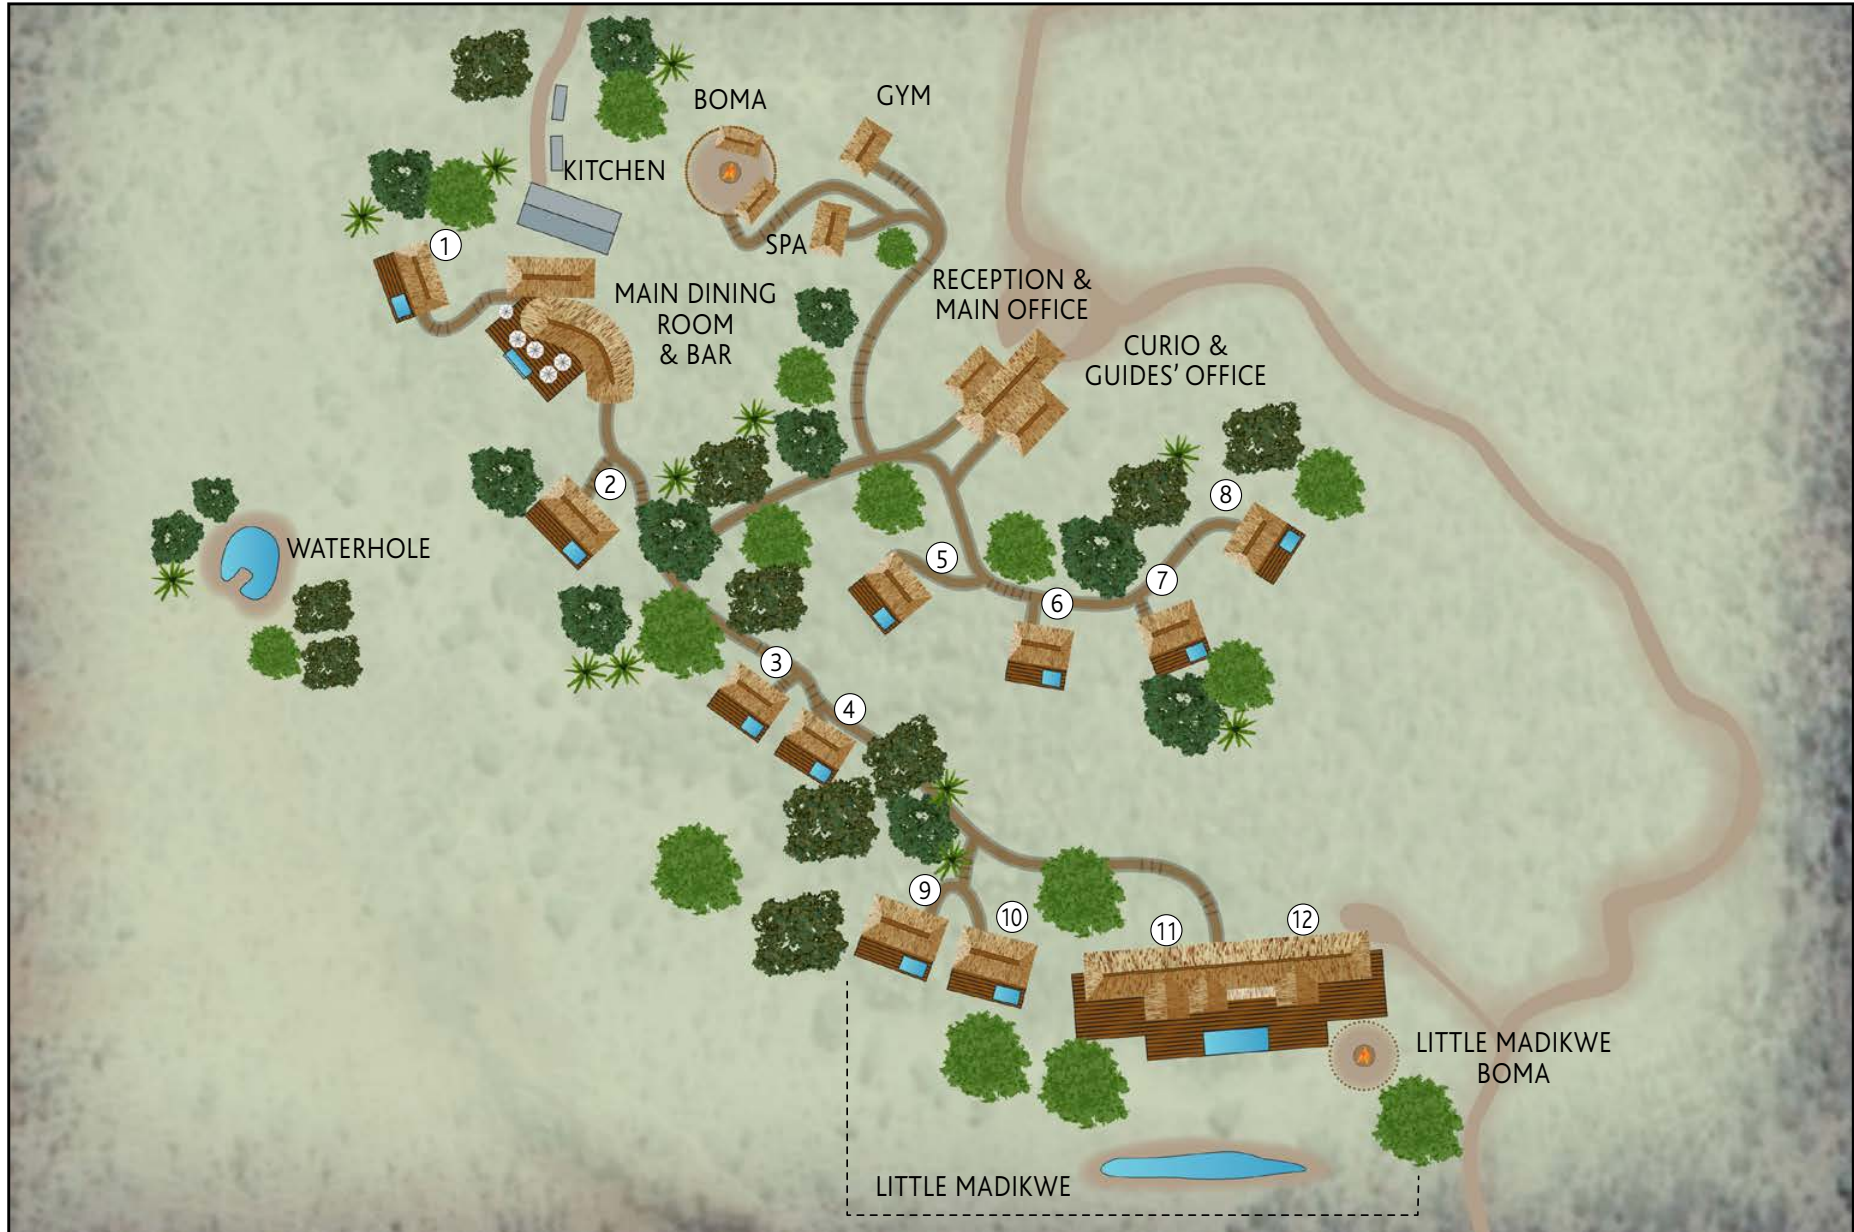 BOMA
GYM
KITCHEN
1
SPA
RECEPTION &
MAIN OFFICE
MAIN DINING
ROOM
& BAR
CURIO &
GUIDES’ OFFICE
2
8
WATERHOLE
5
7
6
3
4
9
10
11
12
LITTLE MADIKWE
BOMA
LITTLE MADIKWE